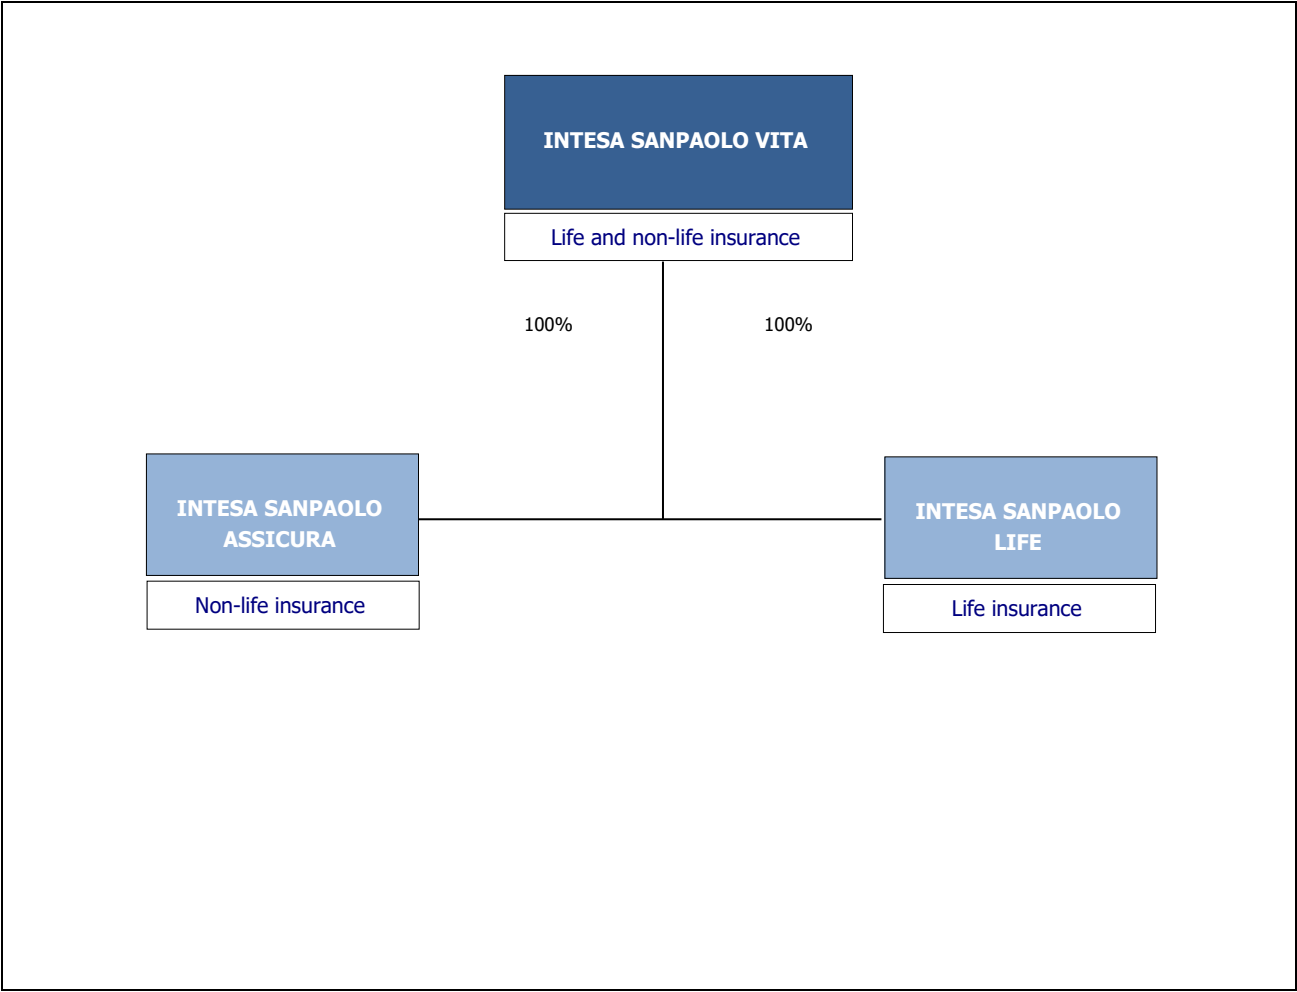 INTESA SANPAOLO VITA
Life and non-life insurance
100%
100%
INTESA SANPAOLO
ASSICURA
Non-life insurance
INTESA SANPAOLO
LIFE
Life insurance